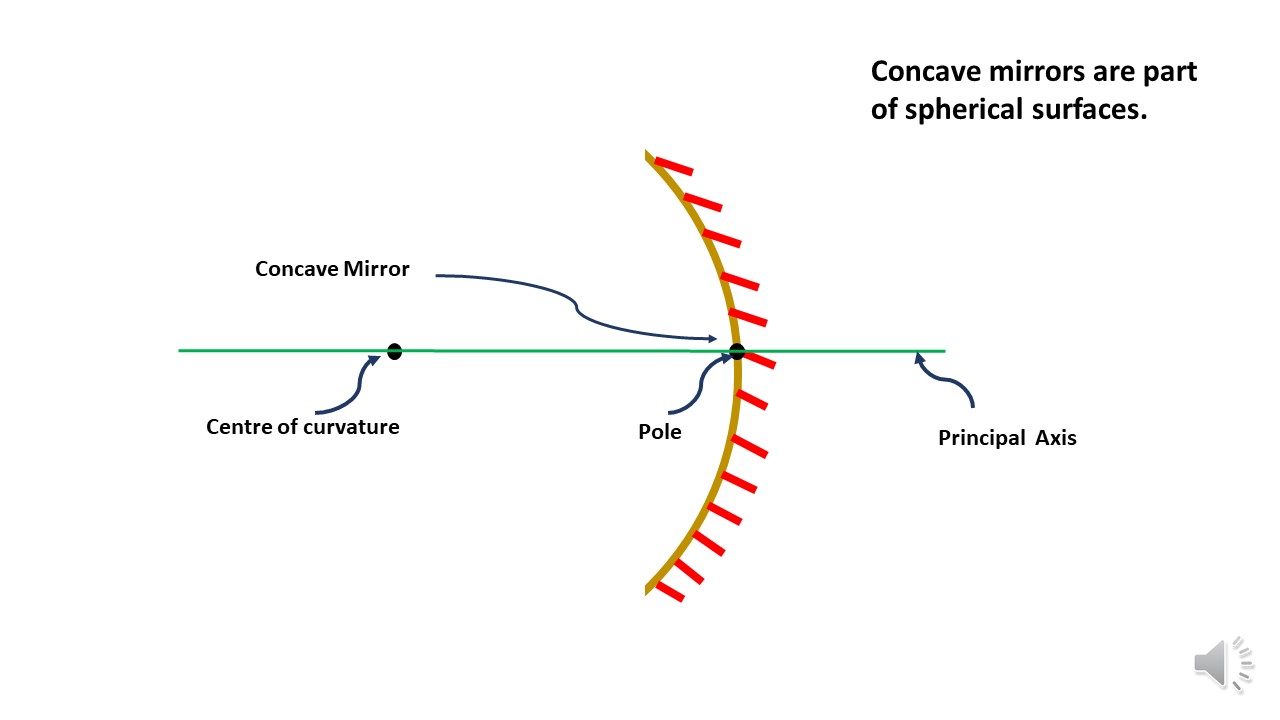 Concave mirrors are part
of spherical surfaces.
Concave Mirror
Centre of curvature
Pole
Principal Axis